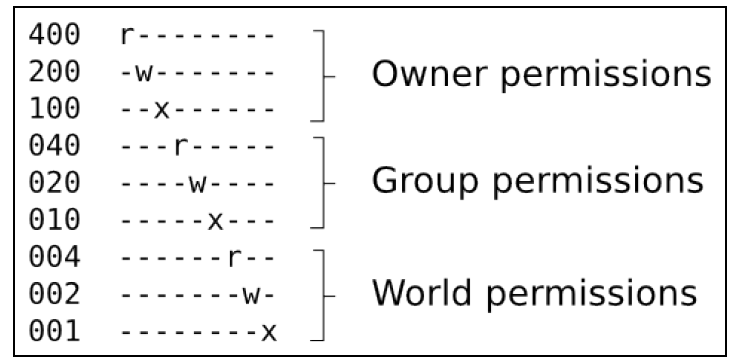 400 r--------
200 -w-------
100 --x------
Owner permissions
040 ---r-----
020 ----w----
010 -----x---
Group permissions
004 ------r--
002 -------w-
001 --------x
World permissions